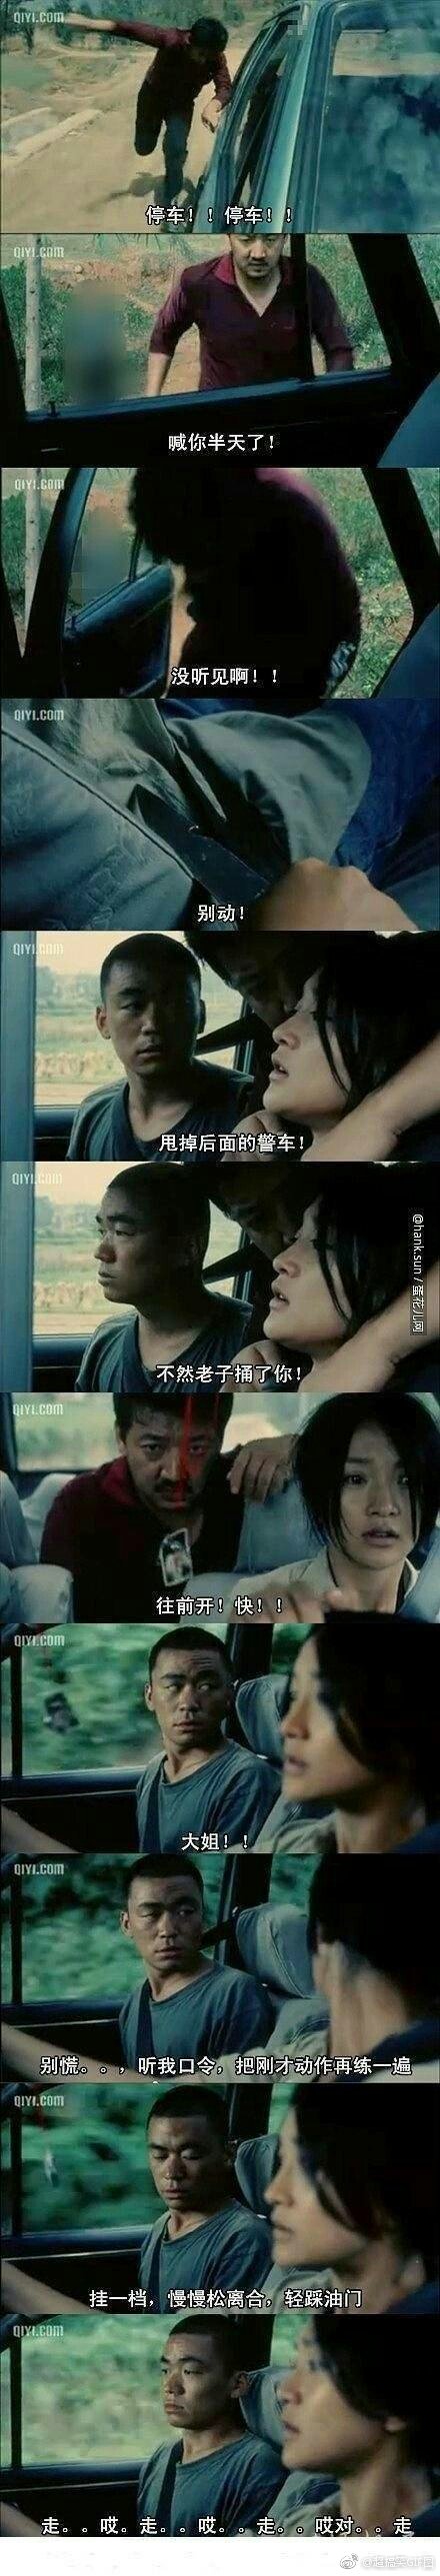 QIYI.COM
停车！！停车！！
QIYI.COM
喊你半天了！
QIYI.COM
没听见啊！！
QIYI.COM
别动！
QIYI.COM
甩掉后面的警车！
QIYI.COM
@hank.sun / 蛋花儿网
不然老子捅了你！
QIYI.COM
往前开！快！！
QIYI.COM
大姐！！
QIYI.COM
别慌。。，听我口令，把刚才动作再练一遍
QIYI.COM
挂一档，慢慢松离合，轻踩油门
QIYI.COM
走。。哎。走。。哎。。走。。哎对。。走